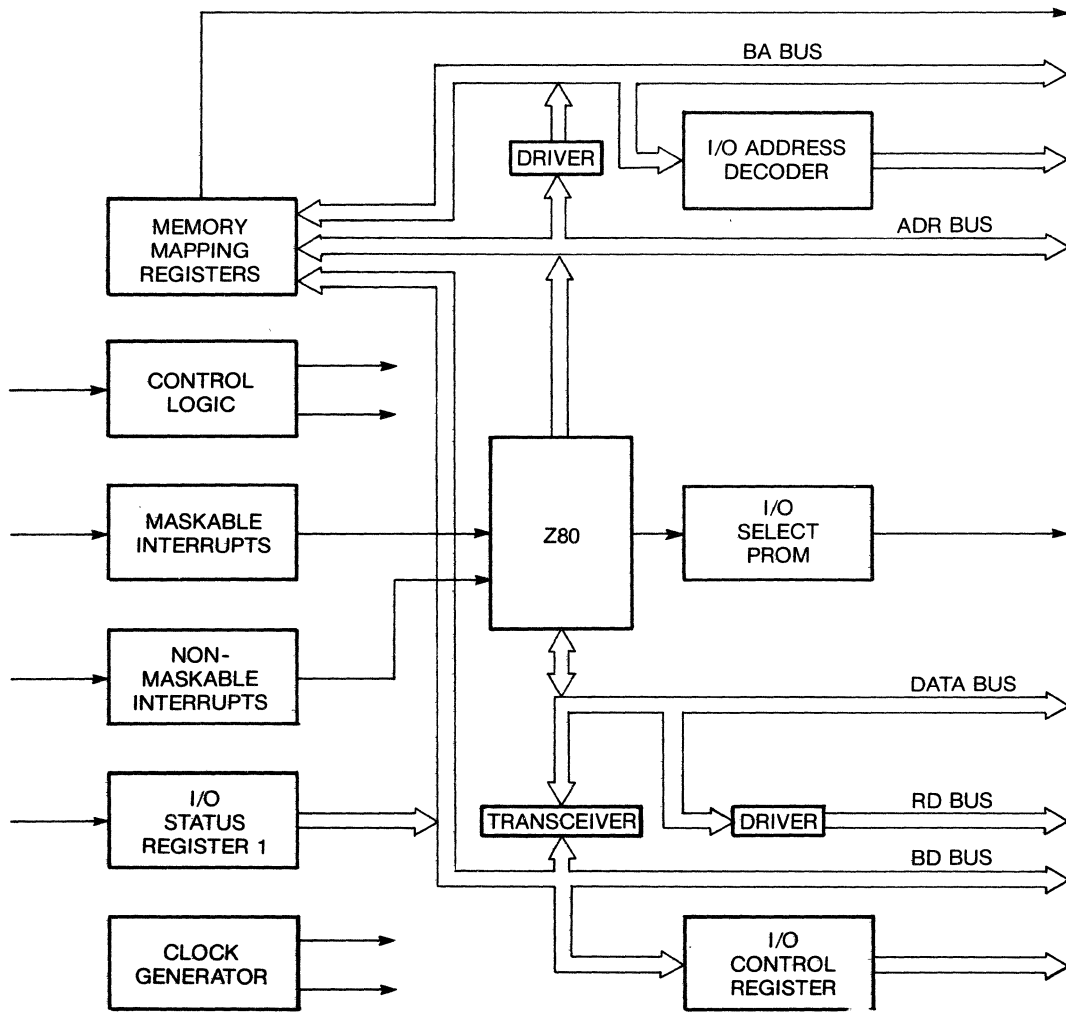 BA BUS
DRIVER
I/O ADDRESS
DECODER
MEMORY
MAPPING
REGISTERS
ADR BUS
CONTROL
LOGIC
MASKABLE
INTERRUPTS
Z80
I/O
SELECT
PROM
NON-
MASKABLE
INTERRUPTS
DATA BUS
I/O
STATUS
REGISTER 1
TRANSCEIVER
DRIVER
RD BUS
BD BUS
CLOCK
GENERATOR
I/O
CONTROL
REGISTER